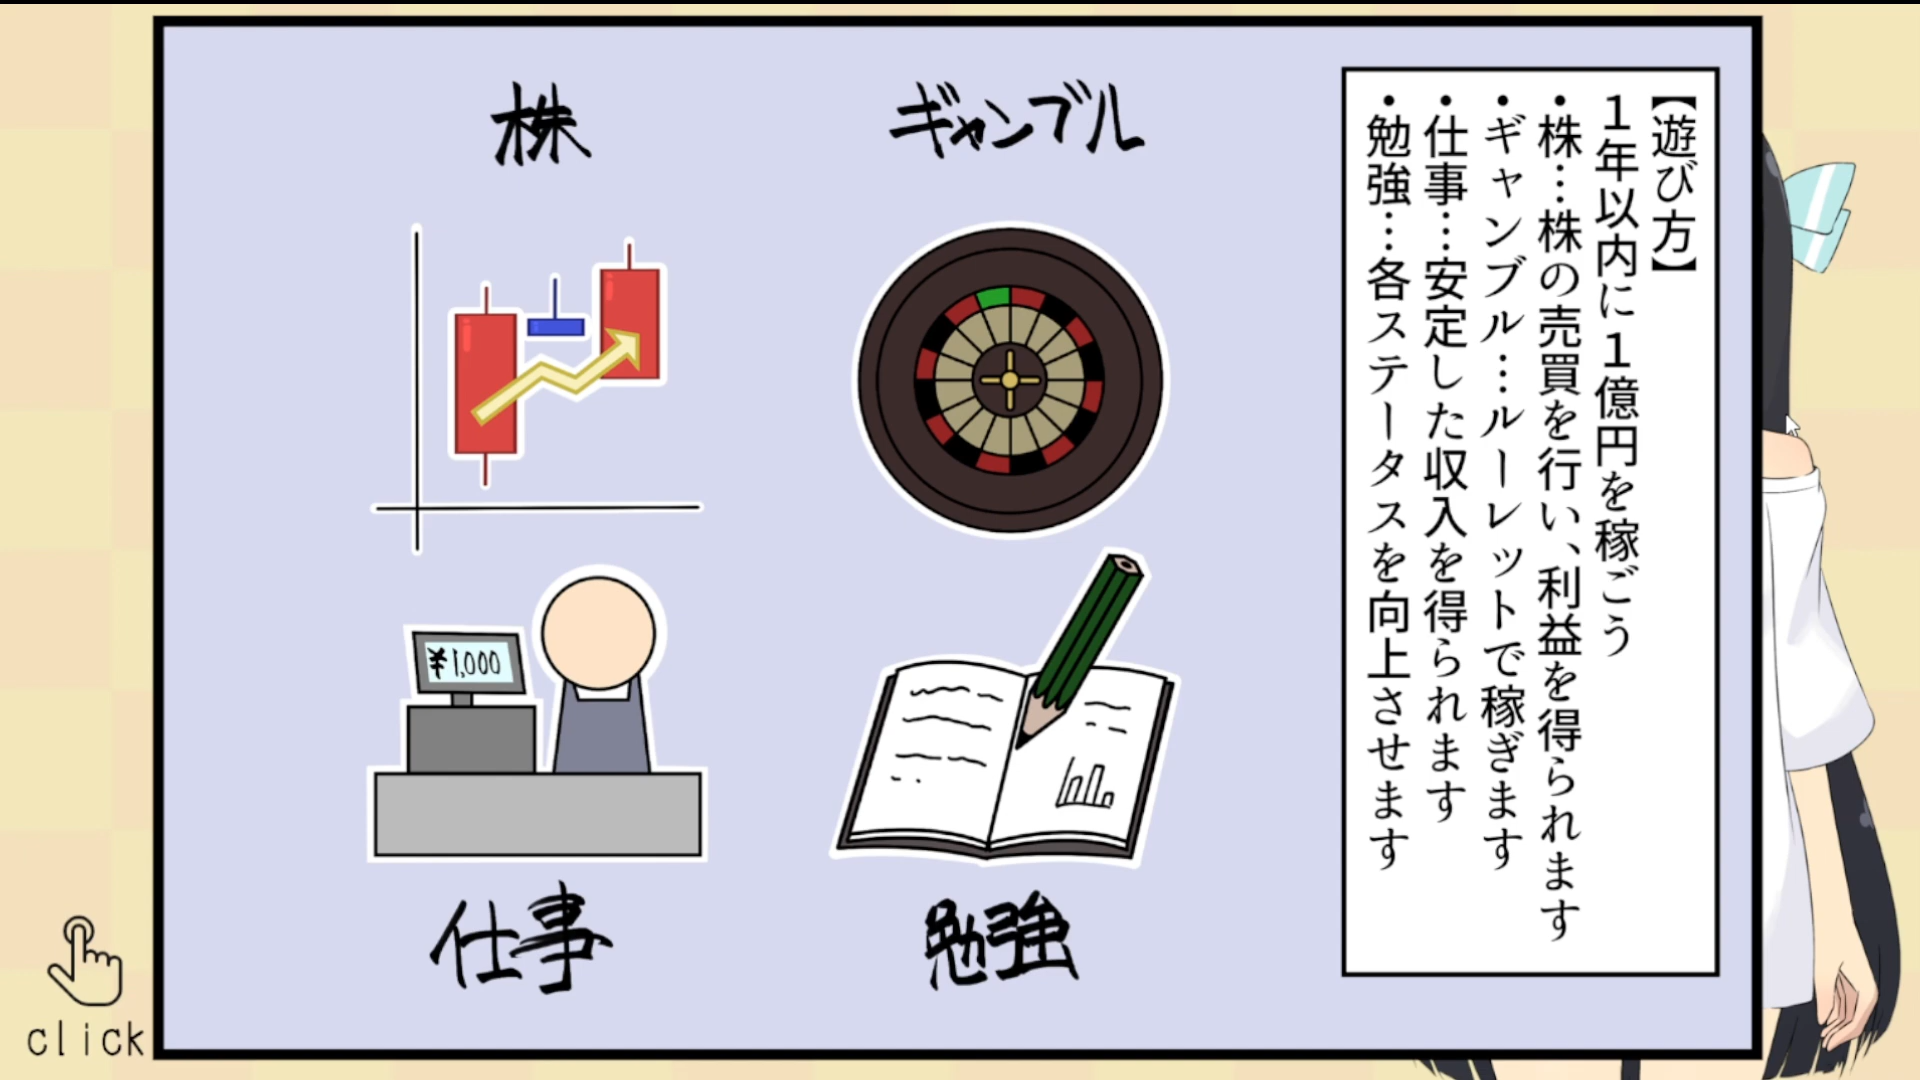 【遊び方】
１年以内に１億円を稼ごう
・株…株の売買を行い、利益を得られます
・ギャンブル…ルーレットで稼ぎます
・仕事…安定した収入を得られます
・勉強…各ステータスを向上させます
株
ギャンブル
¥1,000
仕事
勉強
click